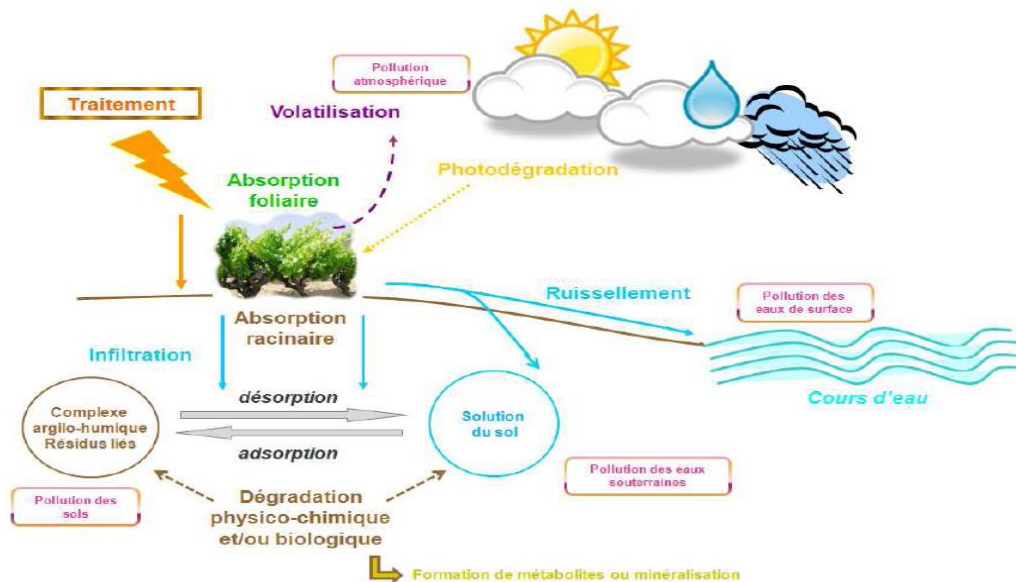 Pollution
atmosphérique
Traitement
Volatilisation
Photodégradation
Absorption
foliaire
Ruissellement
Pollution des
eaux de surface
Absorption
racinaire
Infiltration
Cours d'eau
désorption
Complexe
argilo-humique
Résidus liés
Solution
du sol
adsorption
Pollution des eaux
souterraines
Pollution des
sols
Dégradation
physico-chimique
et/ou biologique
Formation de métabolites ou minéralisation